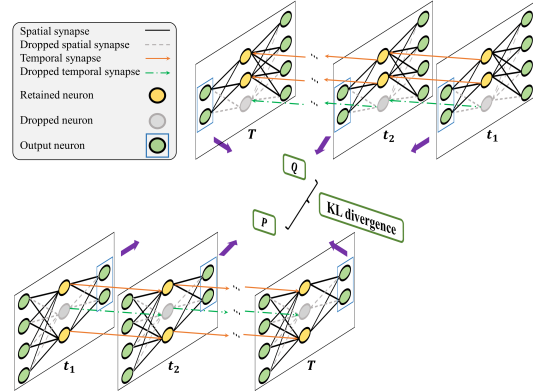 Spatial synapse
Dropped spatial synapse
Temporal synapse
Dropped temporal synapse
Retained neuron
Dropped neuron
Output neuron
T
t2
t1
Q
P
KL divergence
t1
t2
T